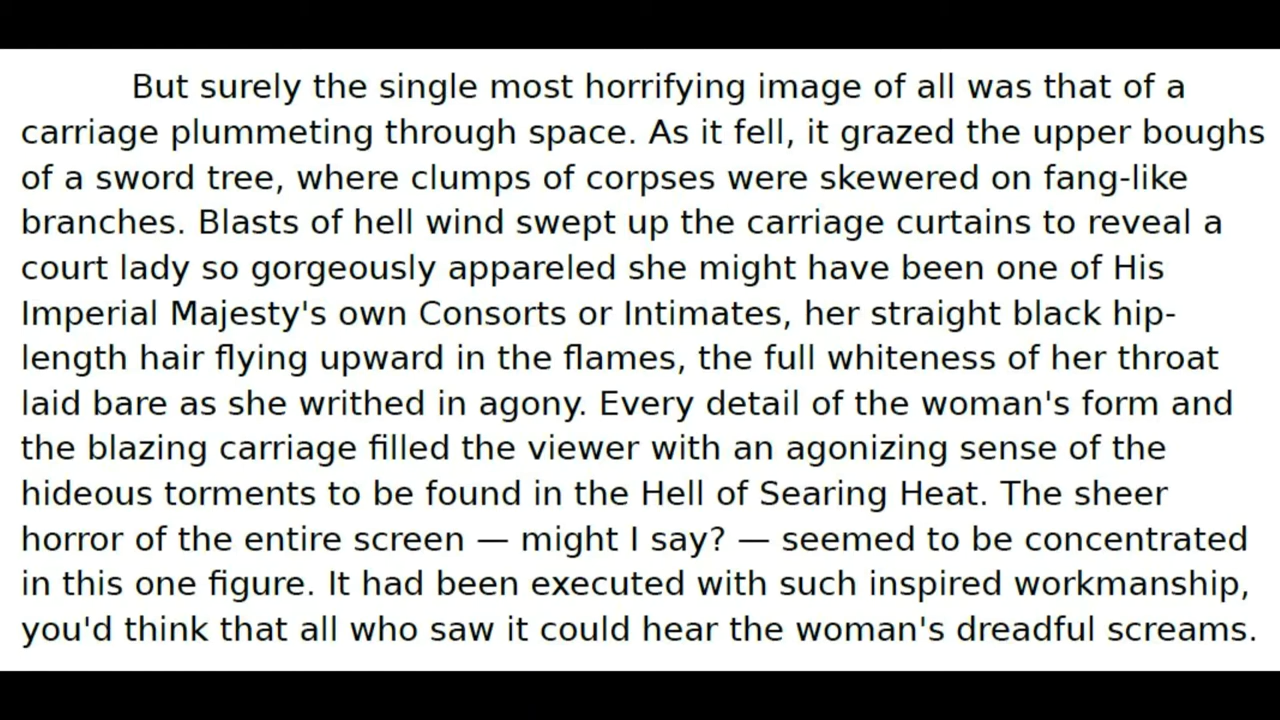 But surely the single most horrifying image of all was that of a
carriage plummeting through space. As it fell, it grazed the upper boughs
of a sword tree, where clumps of corpses were skewered on fang-like
branches. Blasts of hell wind swept up the carriage curtains to reveal a
court lady so gorgeously appareled she might have been one of His
Imperial Majesty's own Consorts or Intimates, her straight black hip-
length hair flying upward in the flames, the full whiteness of her throat
laid bare as she writhed in agony. Every detail of the woman's form and
the blazing carriage filled the viewer with an agonizing sense of the
hideous torments to be found in the Hell of Searing Heat. The sheer
horror of the entire screen — might I say? — seemed to be concentrated
in this one figure. It had been executed with such inspired workmanship,
you'd think that all who saw it could hear the woman's dreadful screams.